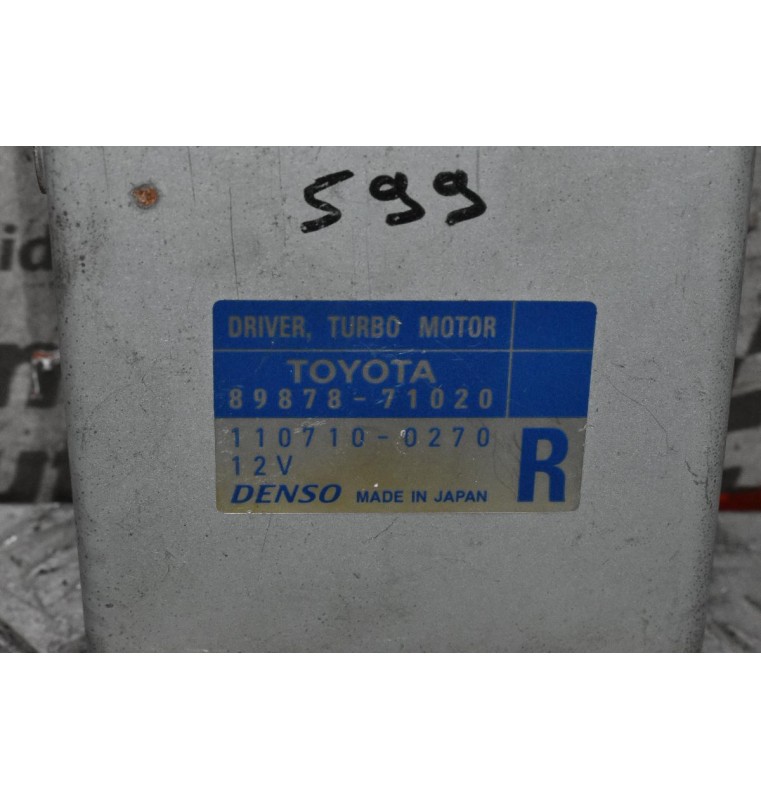 599
DRIVER, TURBO MOTOR
TOYOTA
89878-71020
110710-0270
12V
R
DENSO MADE IN JAPAN